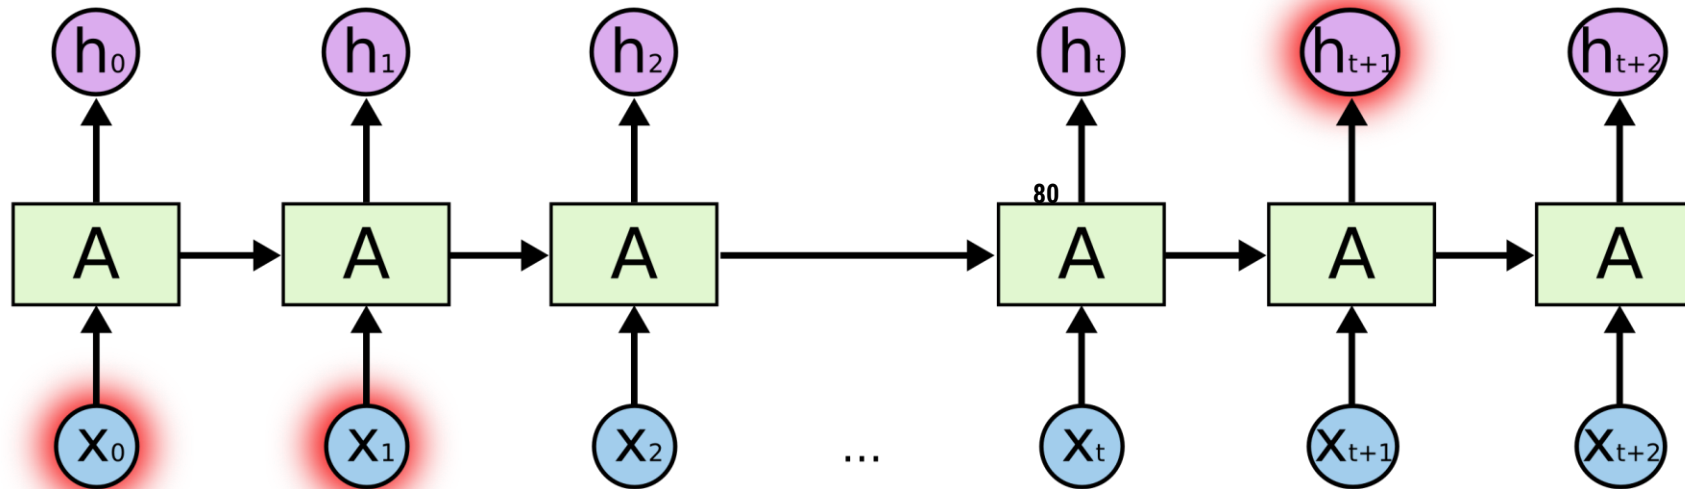 h0 h1 h2 ht ht+1 ht+2
80
A A A A A A
x0 x1 x2 ... xt xt+1 xt+2